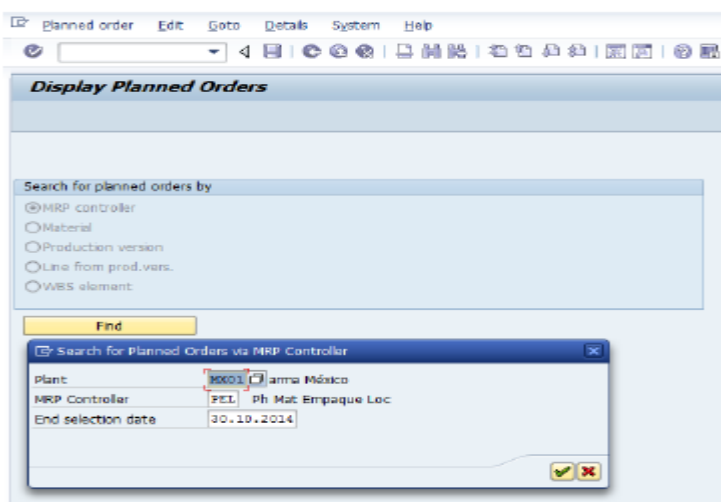 Planned order Edit Goto Details System Help
Display Planned Orders
Search for planned orders by
MRP controller
Material
Production version
Line from prod.vers.
WBS element
Find
Search for Planned Orders via MRP Controller
Plant MX01 arma México
MRP Controller PEL Ph Mat Empaque Loc
End selection date 30.10.2014